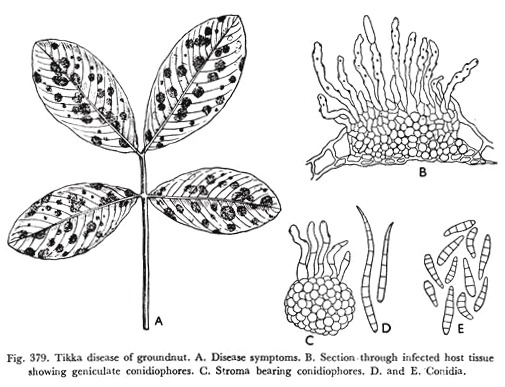 B
A
C
D
E
Fig. 379. Tikka disease of groundnut. A. Disease symptoms. B. Section through infected host tissue
showing geniculate conidiophores. C. Stroma bearing conidiophores. D. and E. Conidia.